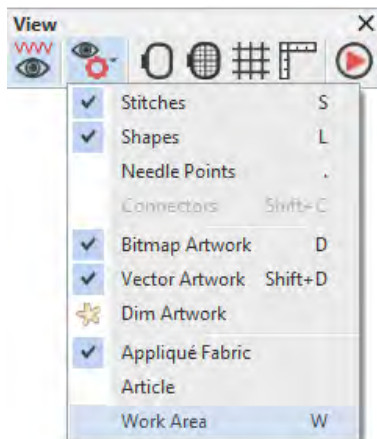 View
Stitches S
Shapes L
Needle Points .
Connectors Shift+C
Bitmap Artwork D
Vector Artwork Shift+D
Dim Artwork
Appliqué Fabric
Article
Work Area W